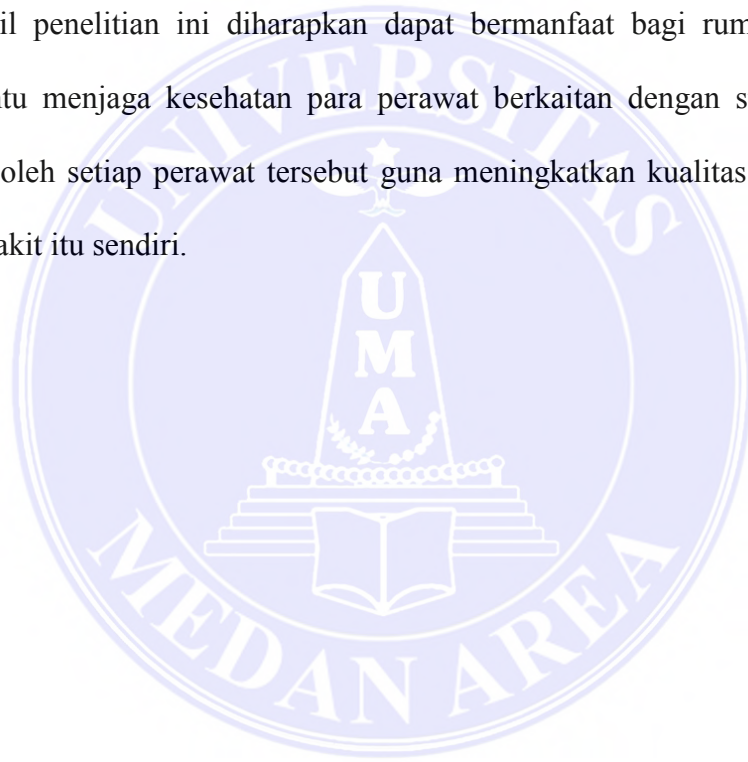 il penelitian ini diharapkan dapat bermanfaat bagi rum
ntu menjaga kesehatan para perawat berkaitan dengan s
oleh setiap perawat tersebut guna meningkatkan kualitas
akit itu sendiri.
UNIVERSITAS
U
M
A
MEDAN AREA